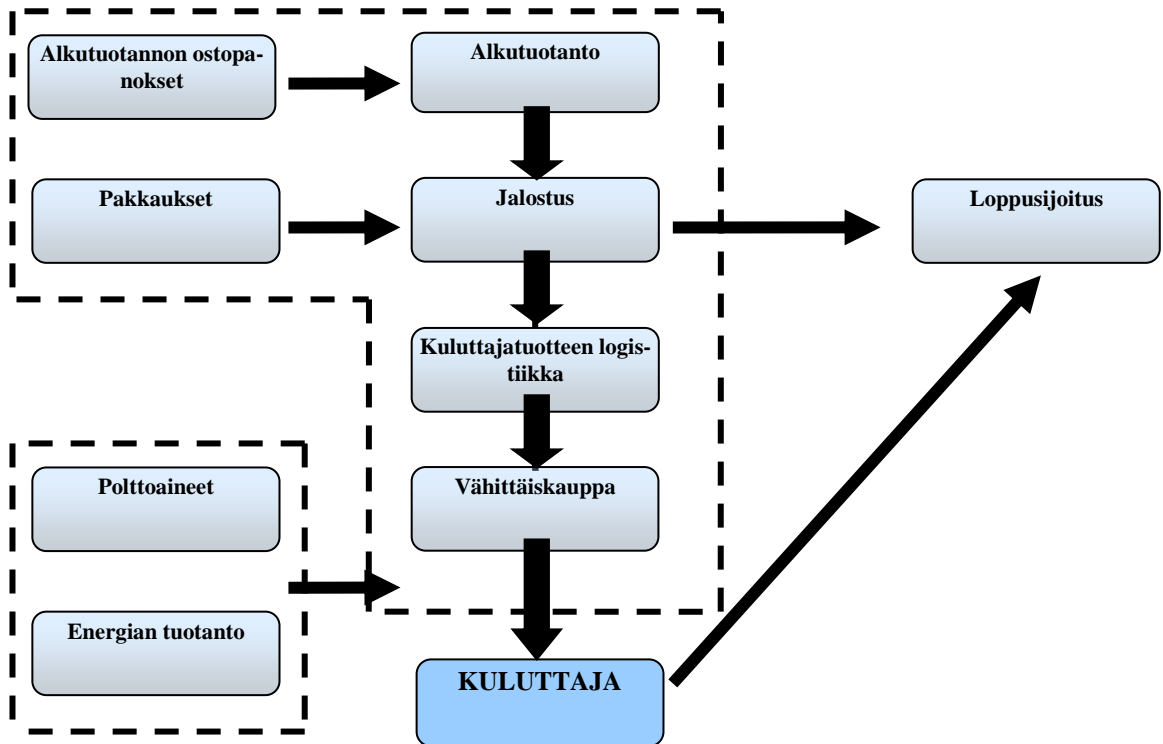 Alkutuotannon ostopa-
nokset
Alkutuotanto
Pakkaukset
Jalostus
Loppusijoitus
Kuluttajatuotteen logis-
tiikka
Polttoaineet
Vähittäiskauppa
Energian tuotanto
KULUTTAJA